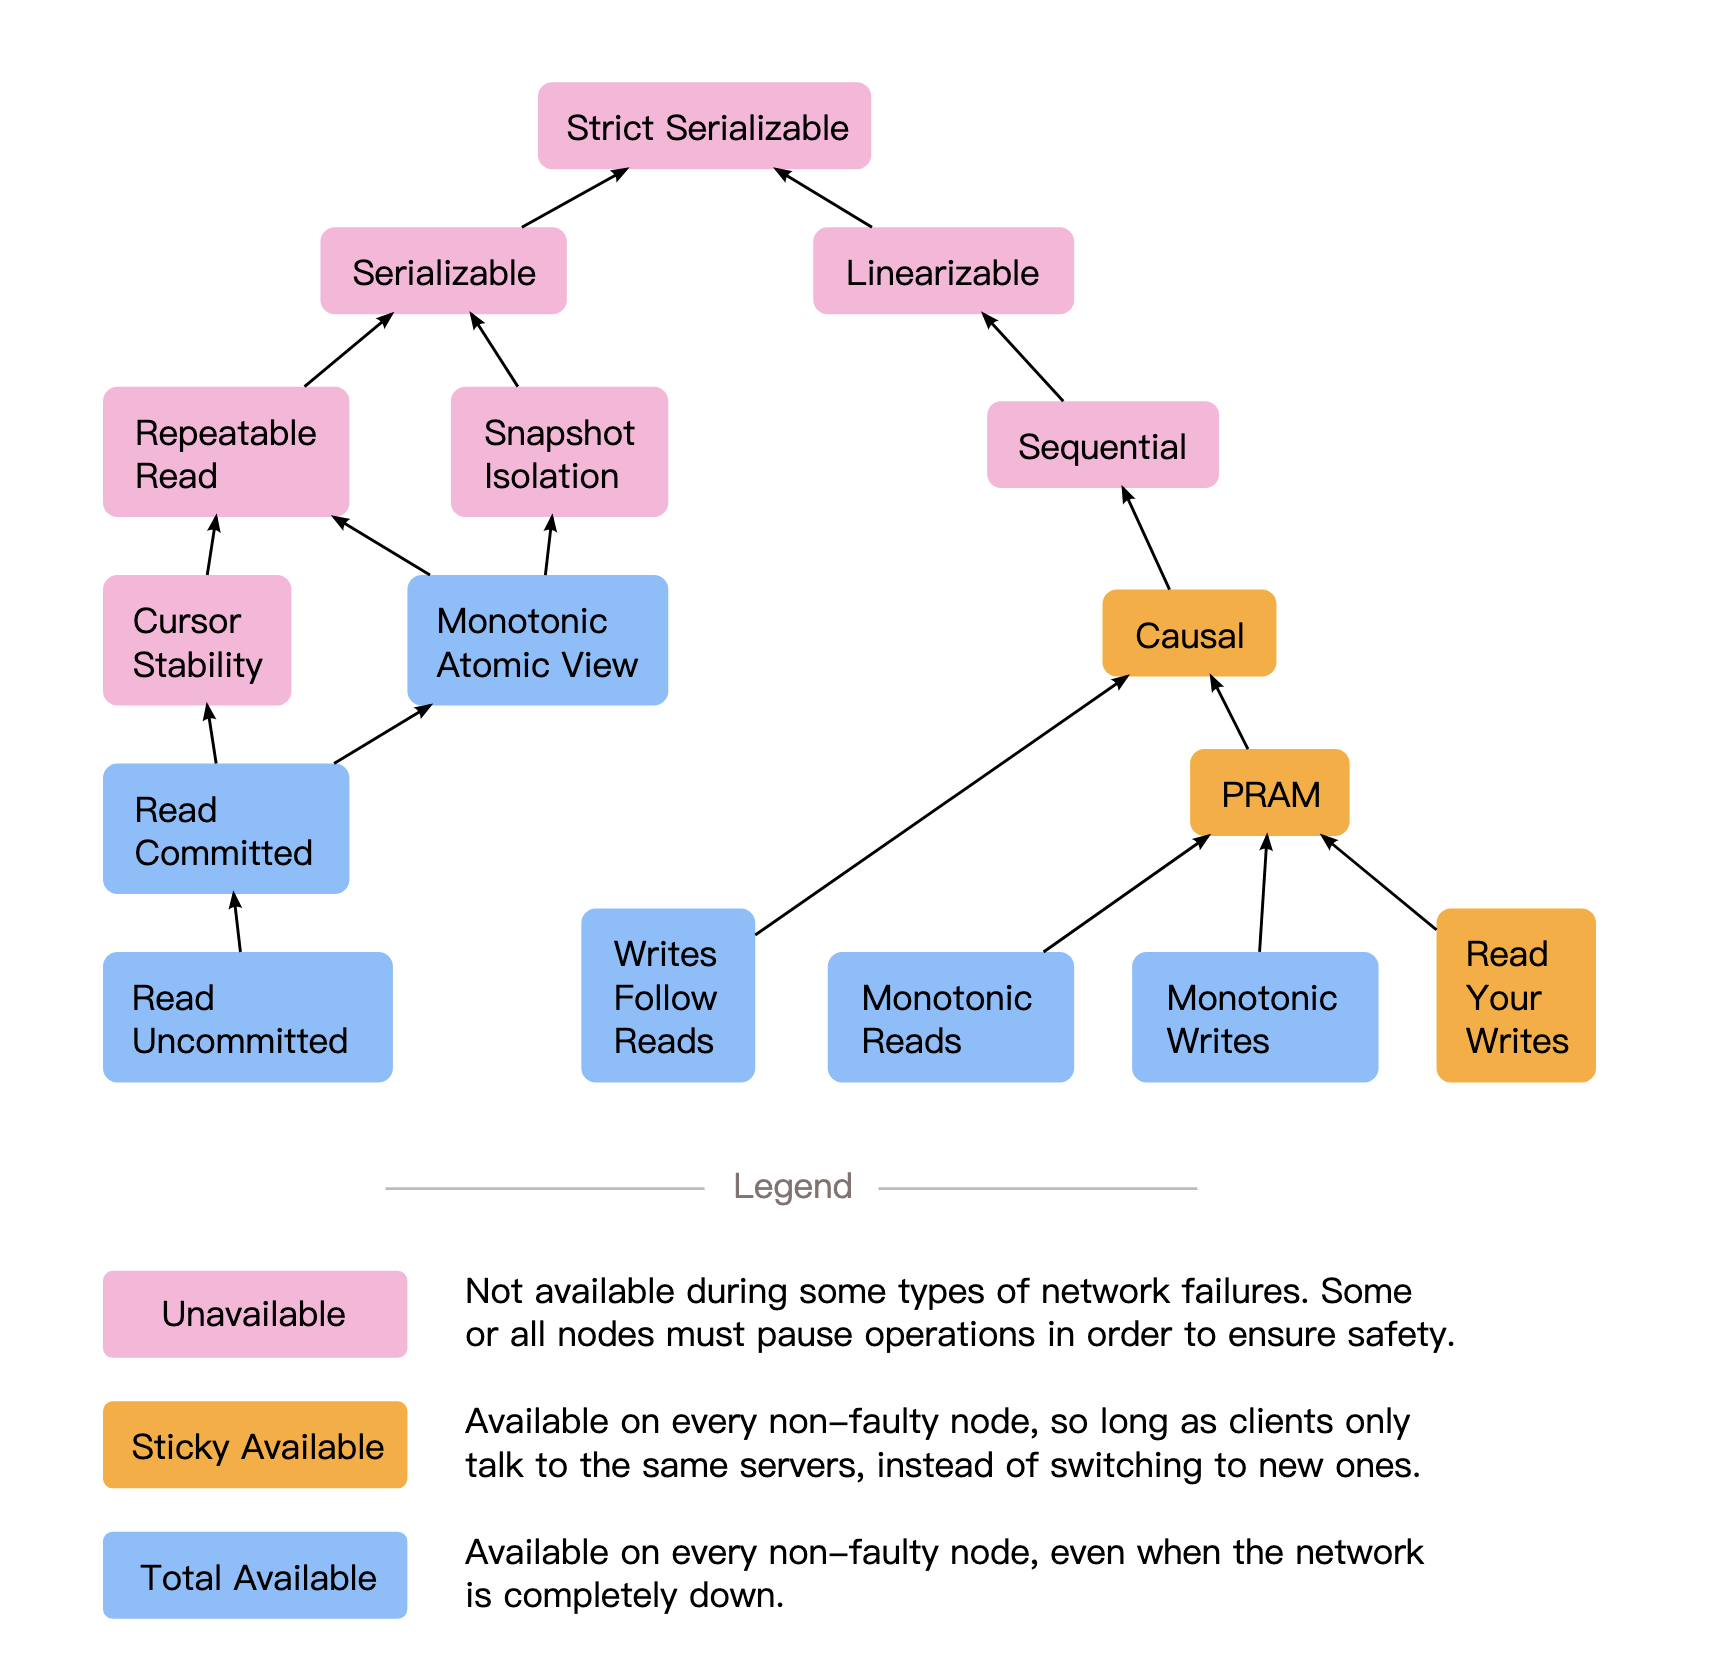 Strict Serializable
Serializable
Linearizable
Repeatable
Read
Snapshot
Isolation
Sequential
Cursor
Stability
Monotonic
Atomic View
Causal
Read
Committed
PRAM
Read
Uncommitted
Writes
Follow
Reads
Monotonic
Reads
Monotonic
Writes
Read
Your
Writes
Legend
Unavailable
Not available during some types of network failures. Some
or all nodes must pause operations in order to ensure safety.
Sticky Available
Available on every non–faulty node, so long as clients only
talk to the same servers, instead of switching to new ones.
Total Available
Available on every non–faulty node, even when the network
is completely down.